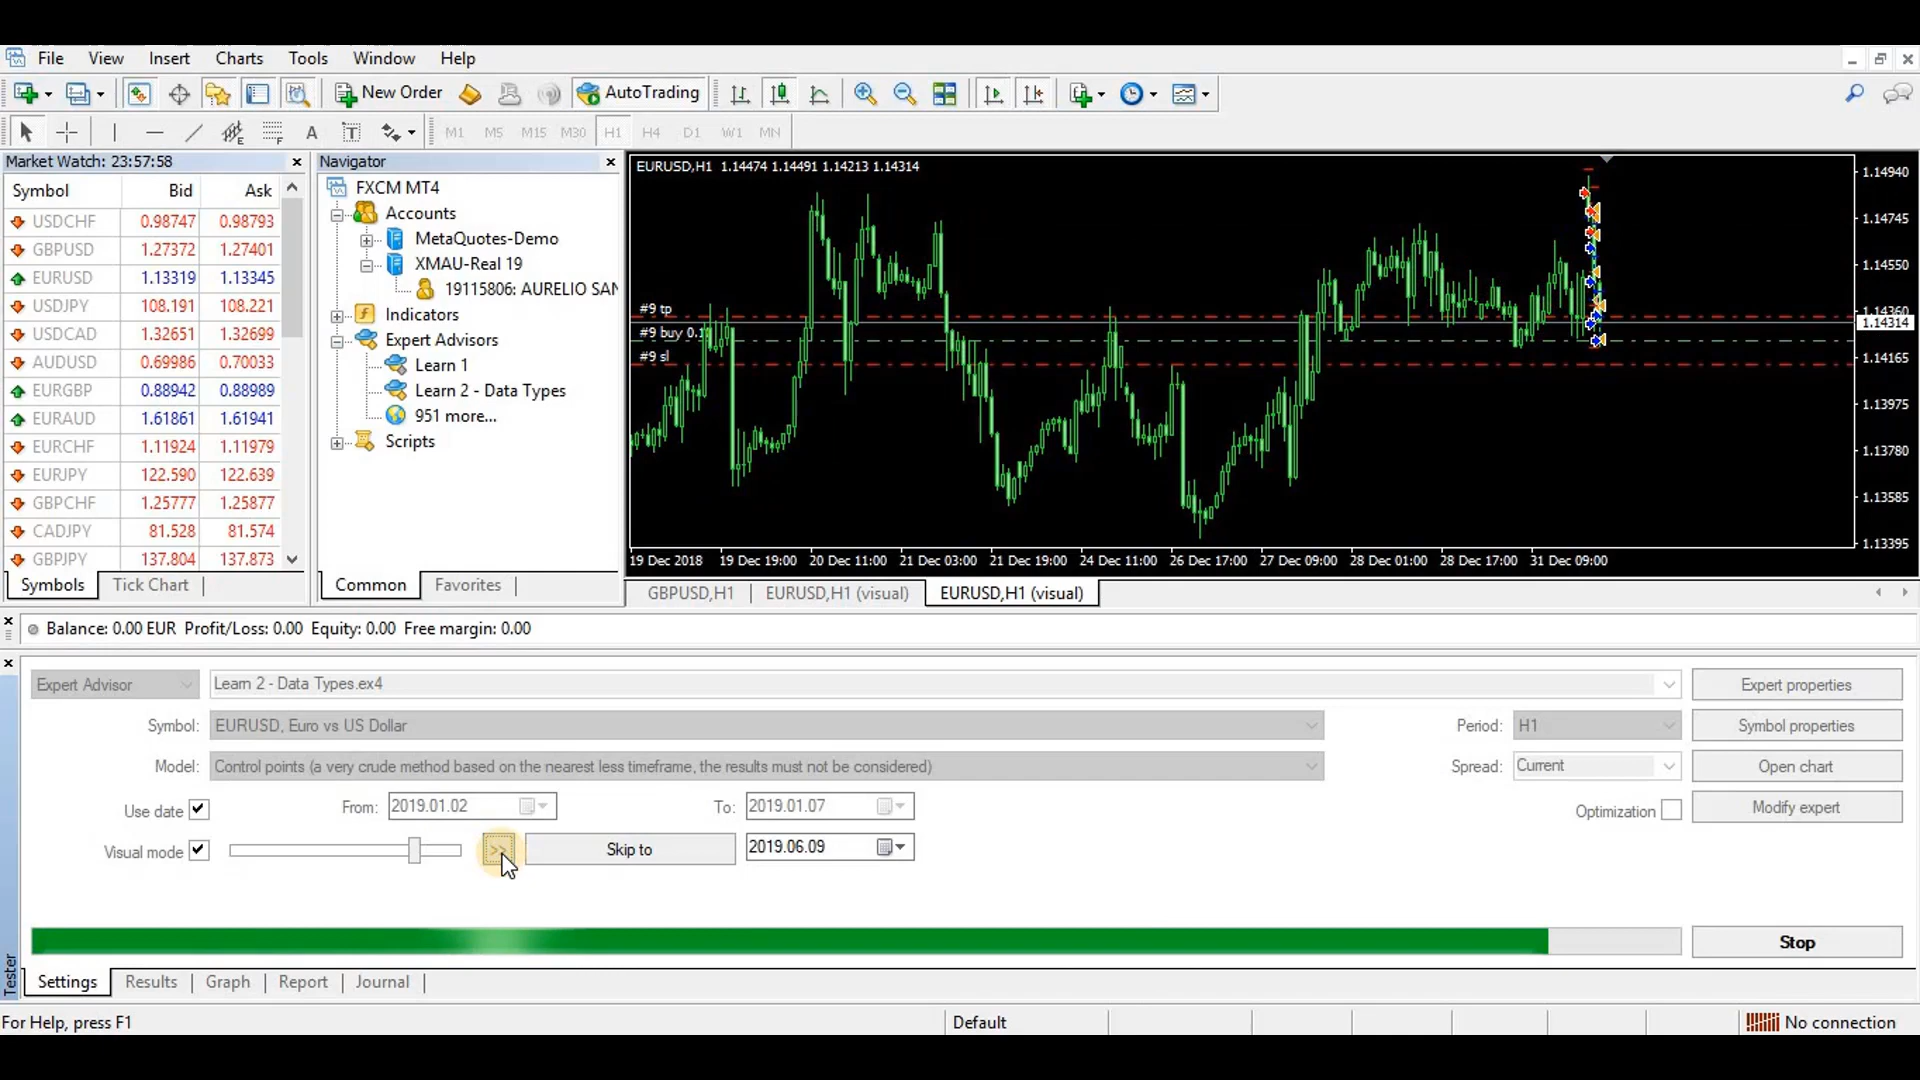 File View Insert Charts Tools Window Help
New Order AutoTrading
A T M1 M5 M15 M30 H1 H4 D1 W1 MN
Market Watch: 23:57:58
Symbol Bid Ask
USDCHF 0.98747 0.98793
GBPUSD 1.27372 1.27401
EURUSD 1.13319 1.13345
USDJPY 108.191 108.221
USDCAD 1.32651 1.32699
AUDUSD 0.69986 0.70033
EURGBP 0.88942 0.88989
EURAUD 1.61861 1.61941
EURCHF 1.11924 1.11979
EURJPY 122.590 122.639
GBPCHF 1.25777 1.25877
CADJPY 81.528 81.574
GBPJPY 137.804 137.873
Symbols Tick Chart
Navigator
FXCM MT4
Accounts
MetaQuotes-Demo
XMAU-Real 19
19115806: AURELIO SAN
Indicators
Expert Advisors
Learn 1
Learn 2 - Data Types
951 more...
Scripts
Common Favorites
EURUSD,H1 1.14474 1.14491 1.14213 1.14314
#9 tp
#9 buy 0.1
#9 sl
1.14940
1.14745
1.14550
1.14360
1.14314
1.14165
1.13975
1.13780
1.13585
1.13395
19 Dec 2018 19 Dec 19:00 20 Dec 11:00 21 Dec 03:00 21 Dec 19:00 24 Dec 11:00 26 Dec 17:00 27 Dec 09:00 28 Dec 01:00 28 Dec 17:00 31 Dec 09:00
GBPUSD,H1 EURUSD,H1 (visual) EURUSD,H1 (visual)
Balance: 0.00 EUR Profit/Loss: 0.00 Equity: 0.00 Free margin: 0.00
Expert Advisor Learn 2 - Data Types.ex4 Expert properties
Symbol: EURUSD, Euro vs US Dollar Period: H1 Symbol properties
Model: Control points (a very crude method based on the nearest less timeframe, the results must not be considered) Spread: Current Open chart
Use date From: 2019.01.02 To: 2019.01.07 Optimization Modify expert
Visual mode >> Skip to 2019.06.09
Stop
Tester
Settings Results Graph Report Journal
For Help, press F1 Default No connection